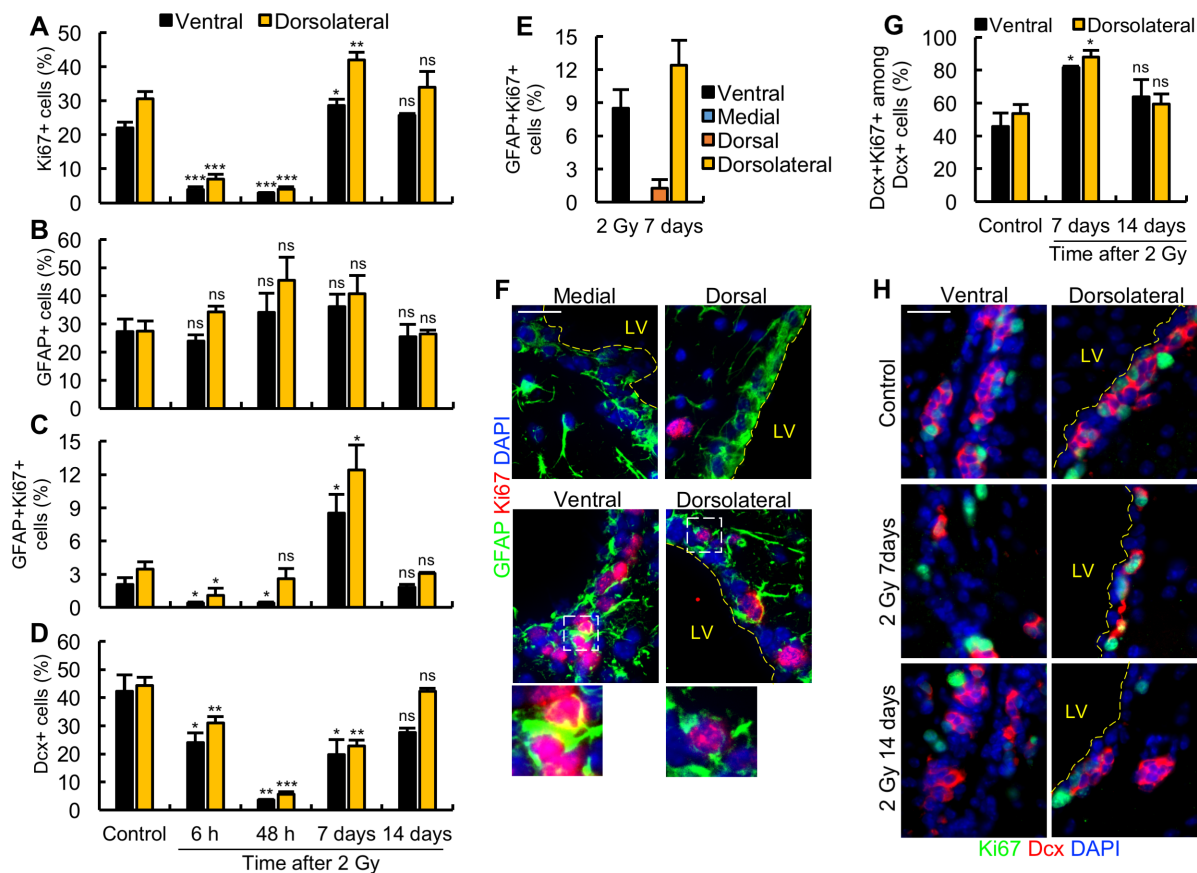 A
Ventral
Dorsolateral
Ki67+ cells (%)
50
40
30
20
10
0
***
***
***
***
*
**
ns
ns
B
GFAP+ cells (%)
60
50
40
30
20
10
0
ns
ns
ns
ns
ns
ns
ns
ns
C
GFAP+Ki67+
cells (%)
15
12
9
6
3
0
*
*
*
ns
*
*
ns
ns
D
Dcx+ cells (%)
60
50
40
30
20
10
0
*
**
**
***
*
**
ns
ns
Control
6 h
48 h
7 days
14 days
Time after 2 Gy
E
GFAP+Ki67+
cells (%)
15
12
9
6
3
0
Ventral
Medial
Dorsal
Dorsolateral
2 Gy 7 days
F
Medial
Dorsal
LV
LV
GFAP Ki67 DAPI
Ventral
Dorsolateral
LV
G
Ventral
Dorsolateral
Dcx+Ki67+ among
Dcx+ cells (%)
100
80
60
40
20
0
*
*
ns
ns
Control
7 days
14 days
Time after 2 Gy
H
Ventral
Dorsolateral
Control
LV
2 Gy 7days
LV
2 Gy 14 days
LV
Ki67 Dcx DAPI